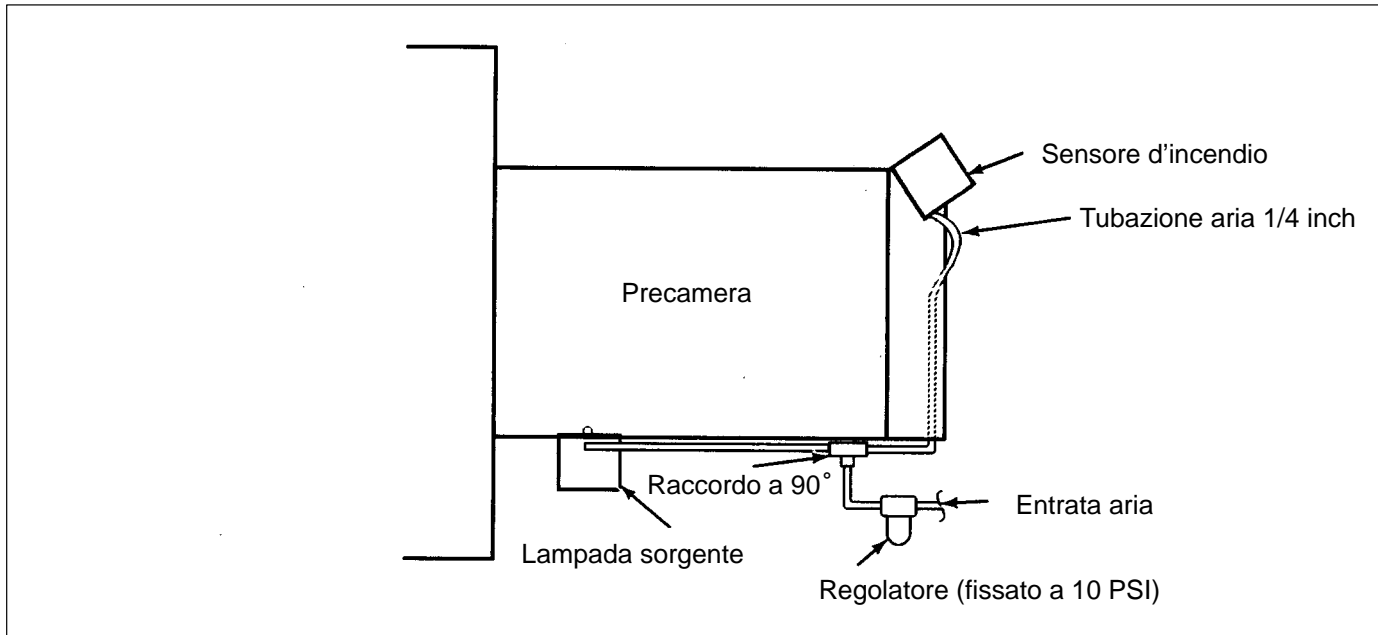 Sensore d'incendio
Tubazione aria 1/4 inch
Precamera
Raccordo a 90°
Entrata aria
Lampada sorgente
Regolatore (fissato a 10 PSI)